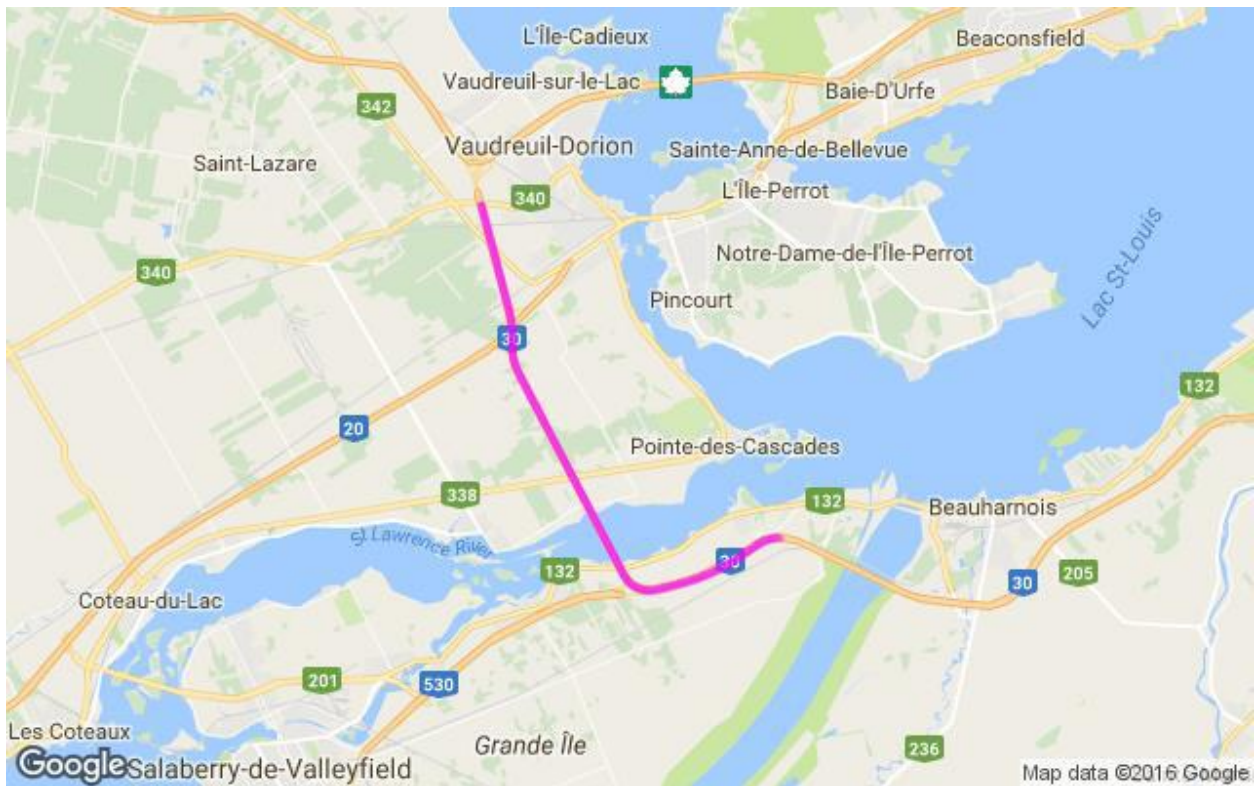 L'Île-Cadieux
Beaconsfield
Vaudreuil-sur-le-Lac
Baie-D'Urfe
342
Vaudreuil-Dorion
Sainte-Anne-de-Bellevue
Saint-Lazare
340
L'Île-Perrot
Lac St-Louis
340
Notre-Dame-de-l'Île-Perrot
Pincourt
30
132
20
Pointe-des-Cascades
338
132
Beauharnois
St Lawrence River
132
30
30
205
Coteau-du-Lac
201
530
Les Coteaux
Grande Île
236
Google
Salaberry-de-Valleyfield
Map data ©2016 Google